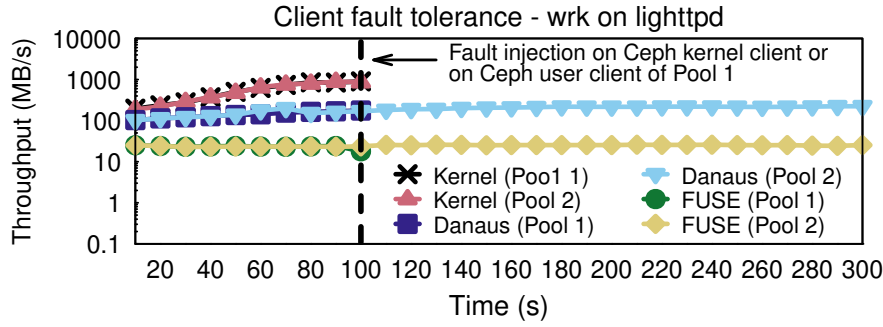 Client fault tolerance - wrk on lighttpd
Throughput (MB/s)
10000
1000
100
10
1
0.1
Fault injection on Ceph kernel client or
on Ceph user client of Pool 1
Kernel (Poo1 1)
Kernel (Pool 2)
Danaus (Pool 1)
Danaus (Pool 2)
FUSE (Pool 1)
FUSE (Pool 2)
20 40 60 80 100 120 140 160 180 200 220 240 260 280 300
Time (s)